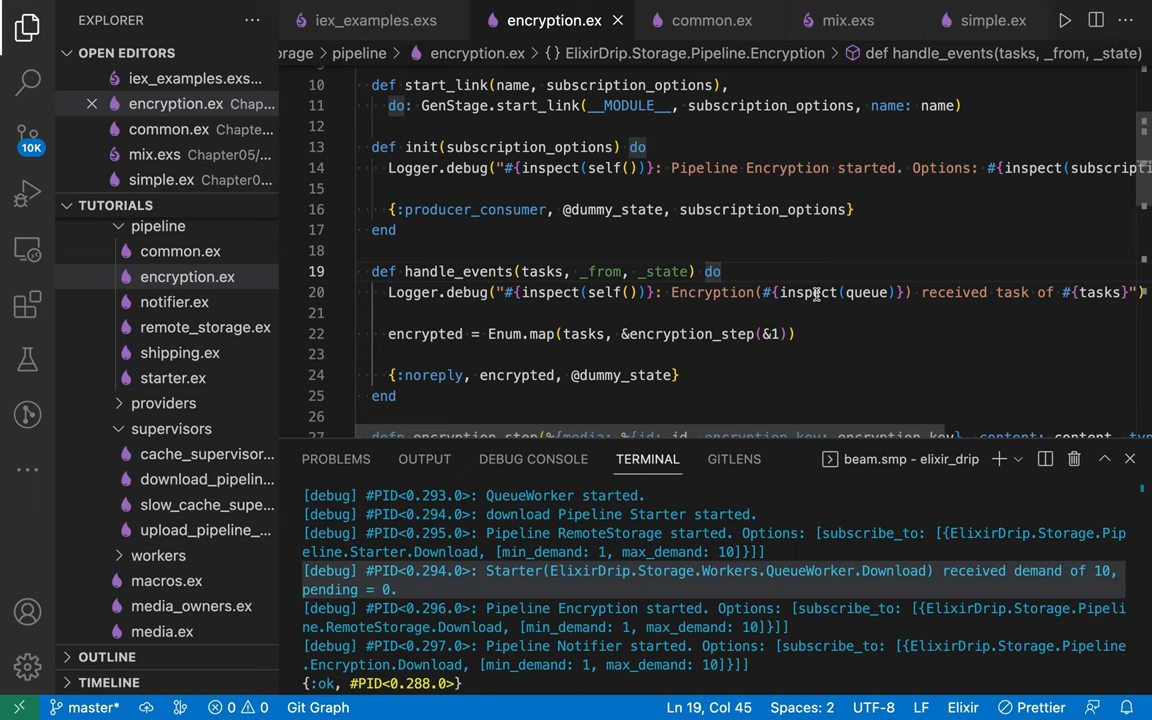 EXPLORER
OPEN EDITORS
iex_examples.exs...
encryption.ex Chap...
common.ex Chapte...
mix.exs Chapter05/...
simple.ex Chapter0...
TUTORIALS
pipeline
common.ex
encryption.ex
notifier.ex
remote_storage.ex
shipping.ex
starter.ex
providers
supervisors
cache_supervisor...
download_pipelin...
slow_cache_supe...
upload_pipeline_...
workers
macros.ex
media_owners.ex
media.ex
OUTLINE
TIMELINE
10K
iex_examples.exs encryption.ex common.ex mix.exs simple.ex
orage > pipeline > encryption.ex > {} ElixirDrip.Storage.Pipeline.Encryption > def handle_events(tasks, _from, _state)
10 def start_link(name, subscription_options),
11 do: GenStage.start_link(__MODULE__, subscription_options, name: name)
12
13 def init(subscription_options) do
14 Logger.debug("#{inspect(self())}: Pipeline Encryption started. Options: #{inspect(subscripti
15
16 {:producer_consumer, @dummy_state, subscription_options}
17 end
18
19 def handle_events(tasks, _from, _state) do
20 Logger.debug("#{inspect(self())}: Encryption(#{inspect(queue)}) received task of #{tasks}")
21
22 encrypted = Enum.map(tasks, &encryption_step(&1))
23
24 {:noreply, encrypted, @dummy_state}
25 end
26
27 defp encryption_step(%{media: %{id: id, encryption_key: encryption_key}, content: content, typ
PROBLEMS OUTPUT DEBUG CONSOLE TERMINAL GITLENS beam.smp - elixir_drip
[debug] #PID<0.293.0>: QueueWorker started.
[debug] #PID<0.294.0>: download Pipeline Starter started.
[debug] #PID<0.295.0>: Pipeline RemoteStorage started. Options: [subscribe_to: [{ElixirDrip.Storage.Pip
eline.Starter.Download, [min_demand: 1, max_demand: 10]}]]
[debug] #PID<0.294.0>: Starter(ElixirDrip.Storage.Workers.QueueWorker.Download) received demand of 10,
pending = 0.
[debug] #PID<0.296.0>: Pipeline Encryption started. Options: [subscribe_to: [{ElixirDrip.Storage.Pipeli
ne.RemoteStorage.Download, [min_demand: 1, max_demand: 10]}]]
[debug] #PID<0.297.0>: Pipeline Notifier started. Options: [subscribe_to: [{ElixirDrip.Storage.Pipeline
.Encryption.Download, [min_demand: 1, max_demand: 10]}]]
{:ok, #PID<0.288.0>}
master* 0 0 Git Graph Ln 19, Col 45 Spaces: 2 UTF-8 LF Elixir Prettier